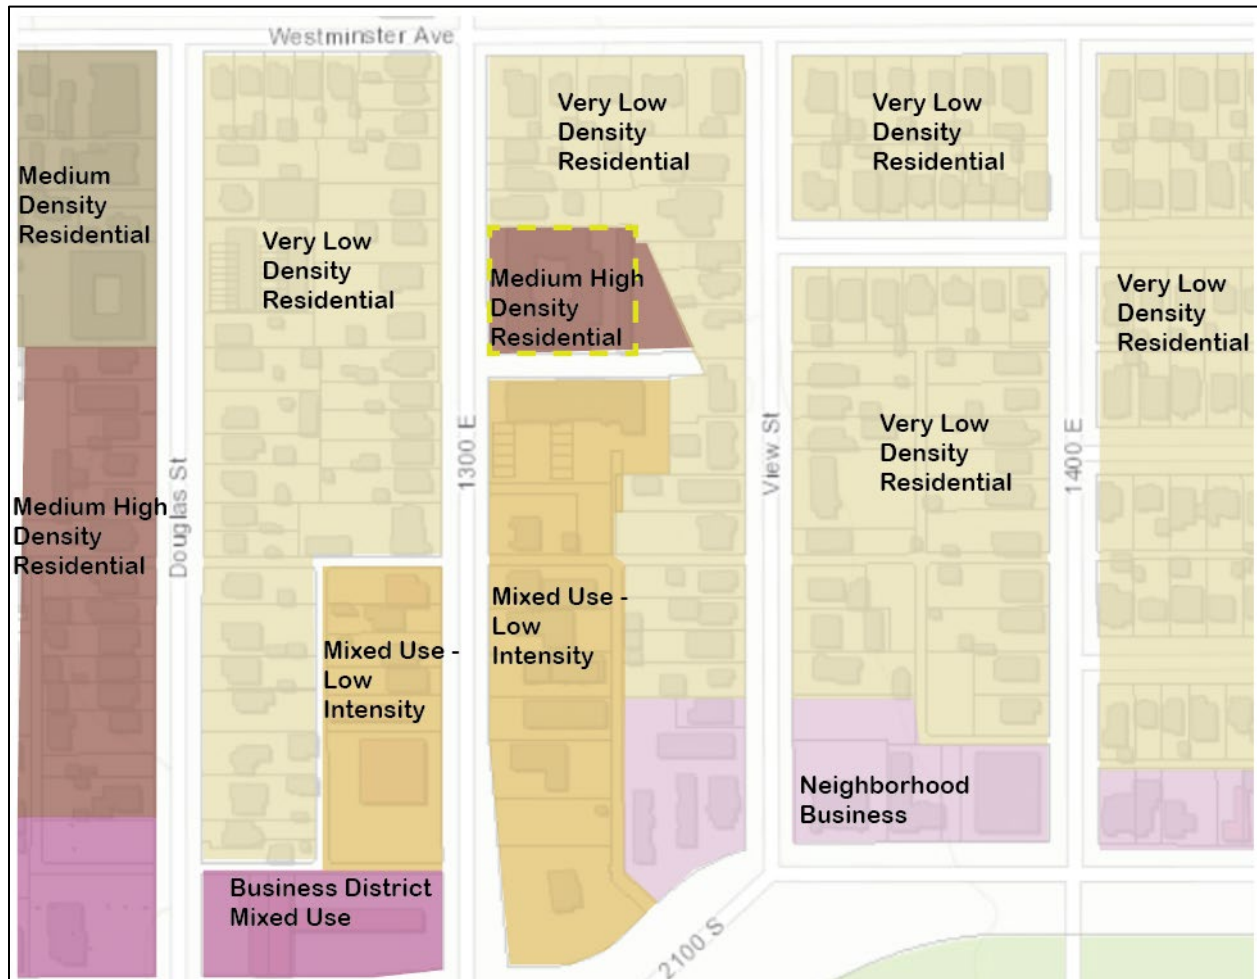 Westminster Ave
Very Low
Density
Residential
Very Low
Density
Residential
Medium
Density
Residential
Very Low
Density
Residential
Medium High
Density
Residential
Very Low
Density
Residential
Very Low
Density
Residential
Medium High
Density
Residential
Douglas St
1300 E
View St
1400 E
Mixed Use -
Low
Intensity
Mixed Use -
Low
Intensity
Neighborhood
Business
Business District
Mixed Use
2100 S